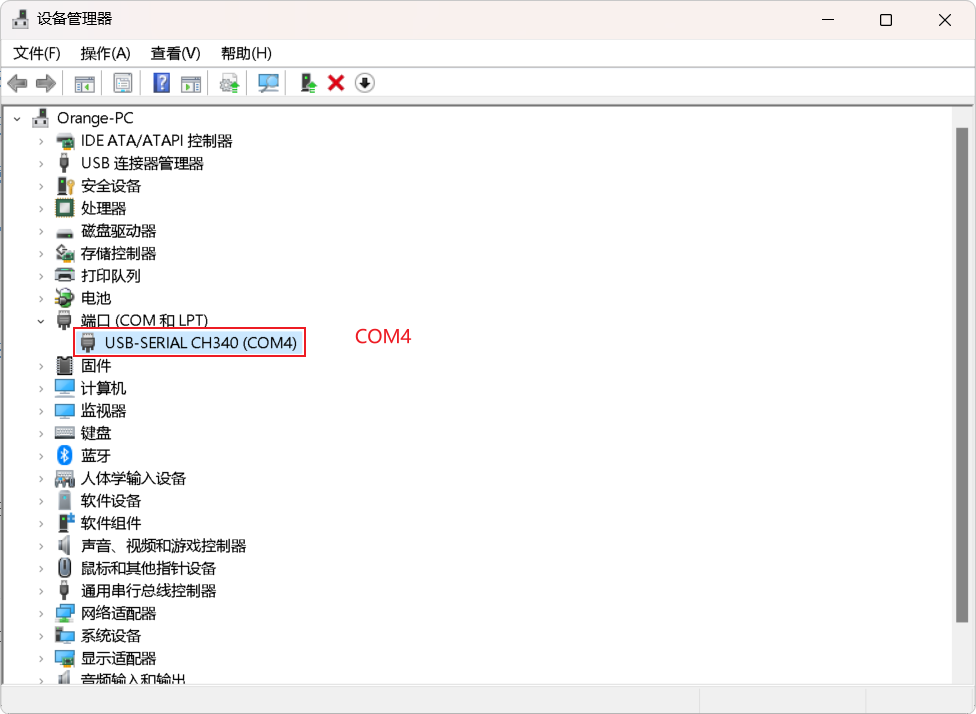 设备管理器
文件(F) 操作(A) 查看(V) 帮助(H)
Orange-PC
IDE ATA/ATAPI 控制器
USB 连接器管理器
安全设备
处理器
磁盘驱动器
存储控制器
打印队列
电池
端口 (COM 和 LPT)
USB-SERIAL CH340 (COM4) COM4
固件
计算机
监视器
键盘
蓝牙
人体学输入设备
软件设备
软件组件
声音、视频和游戏控制器
鼠标和其他指针设备
通用串行总线控制器
网络适配器
系统设备
显示适配器
音频输入和输出